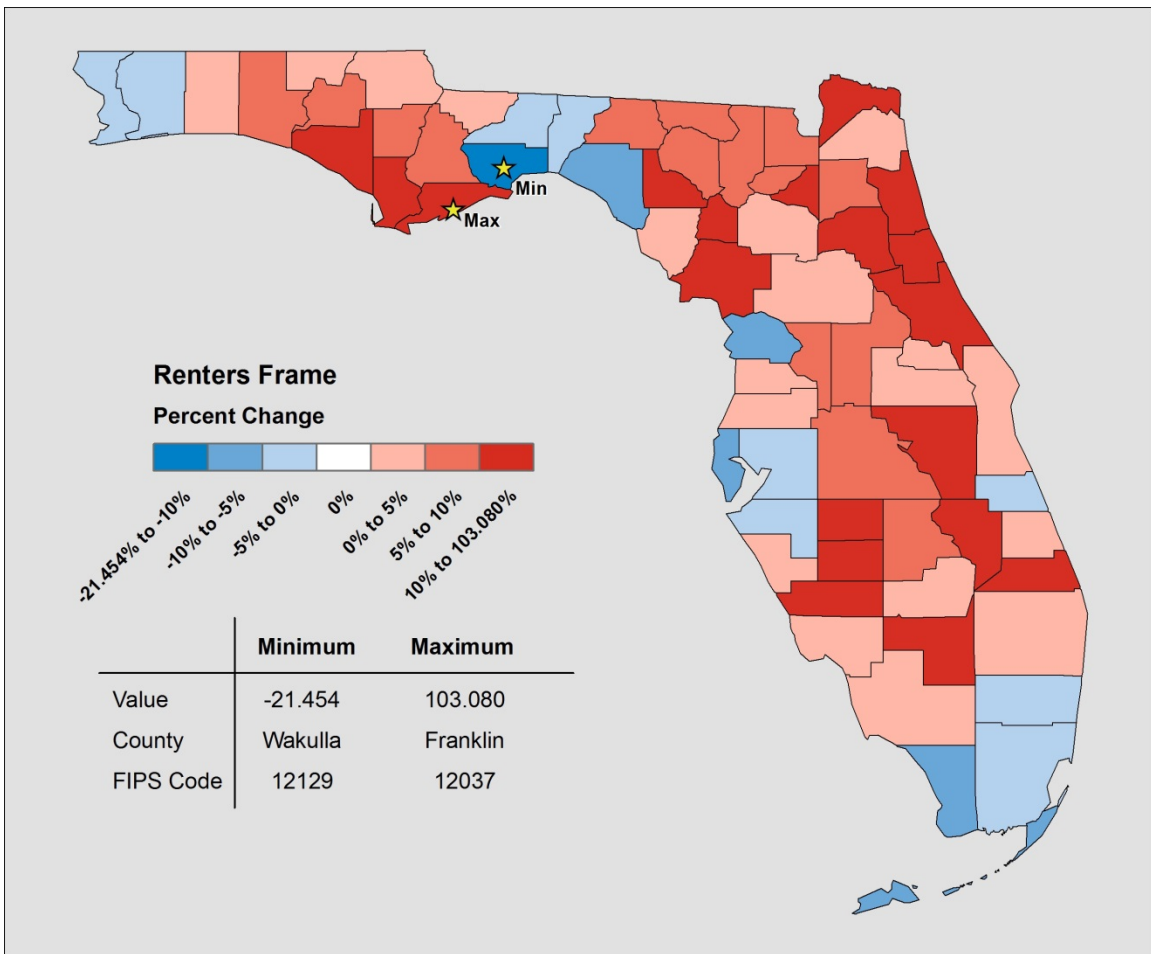 Min
Max
Renters Frame
Percent Change
-21.454% to -10%
-10% to -5%
-5% to 0%
0%
0% to 5%
5% to 10%
10% to 103.080%
Minimum Maximum
Value -21.454 103.080
County Wakulla Franklin
FIPS Code 12129 12037